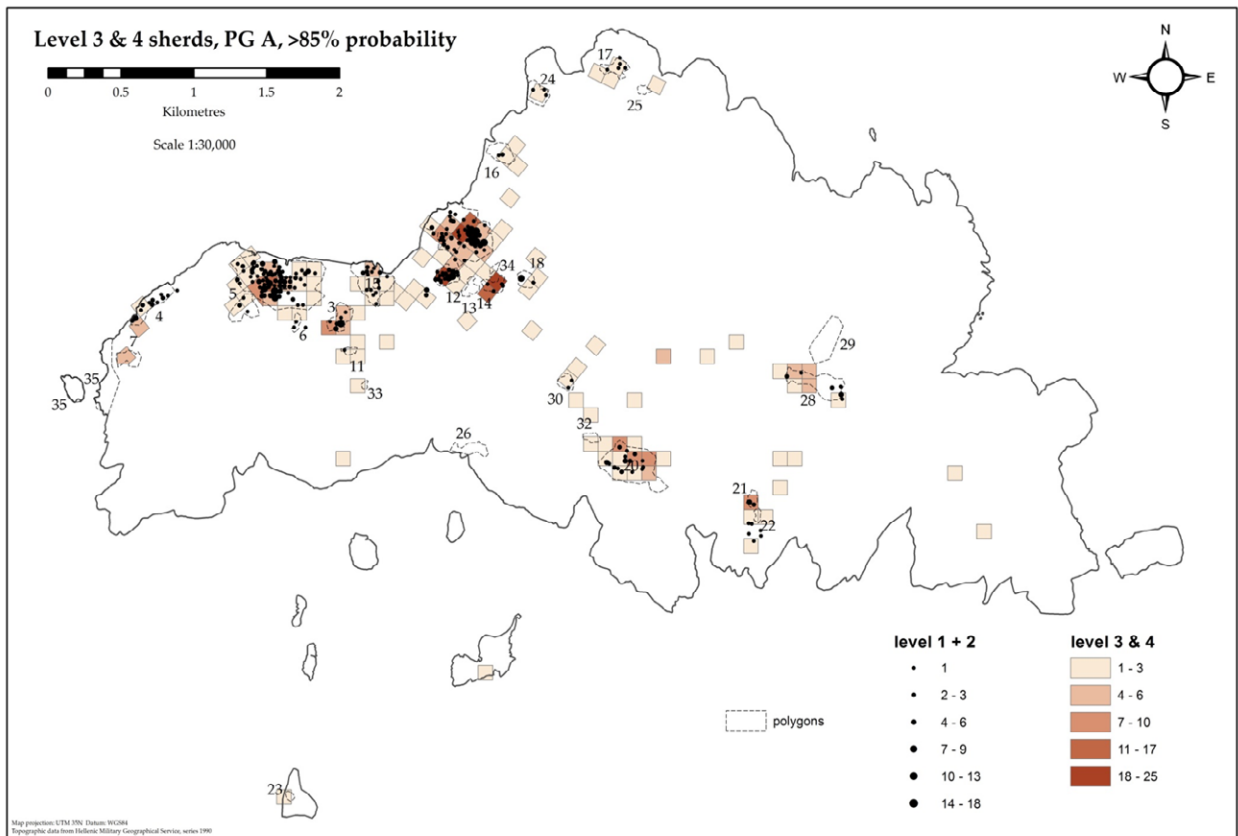 Level 3 & 4 sherds, PG A, >85% probability
0 0.5 1 1.5 2
Kilometres
Scale 1:30,000
N
W E
S
17
24
25
16
34
18
12
13
14
15
5
4
3
6
7
11
33
35
35
29
28
30
32
26
20
21
22
23
level 1 + 2
1
2 - 3
4 - 6
7 - 9
10 - 13
14 - 18
level 3 & 4
1 - 3
4 - 6
7 - 10
11 - 17
18 - 25
polygons
Map projection: UTM 35N Datum: WGS84
Topographic data from Hellenic Military Geographical Service, series 1990